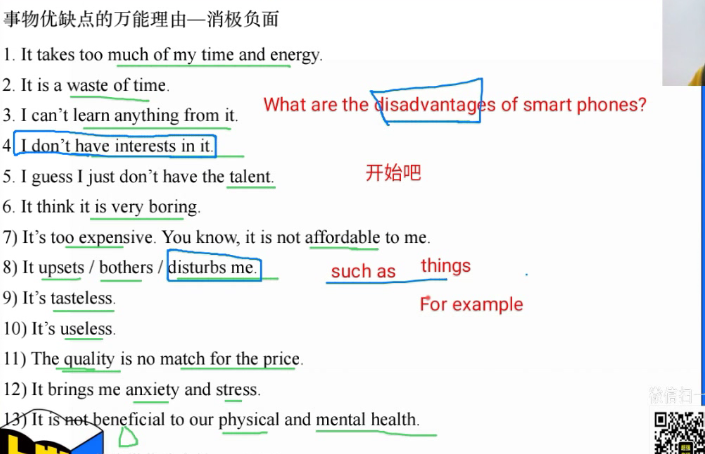 事物优缺点的万能理由—消极负面
1. It takes too much of my time and energy.
2. It is a waste of time.
What are the disadvantages of smart phones?
3. I can't learn anything from it.
4 I don't have interests in it.
5. I guess I just don't have the talent.
开始吧
6. It think it is very boring.
7) It's too expensive. You know, it is not affordable to me.
8) It upsets / bothers / disturbs me.
such as things
9) It's tasteless.
For example
10) It's useless.
11) The quality is no match for the price.
12) It brings me anxiety and stress.
微信扫一
13) It is not beneficial to our physical and mental health.